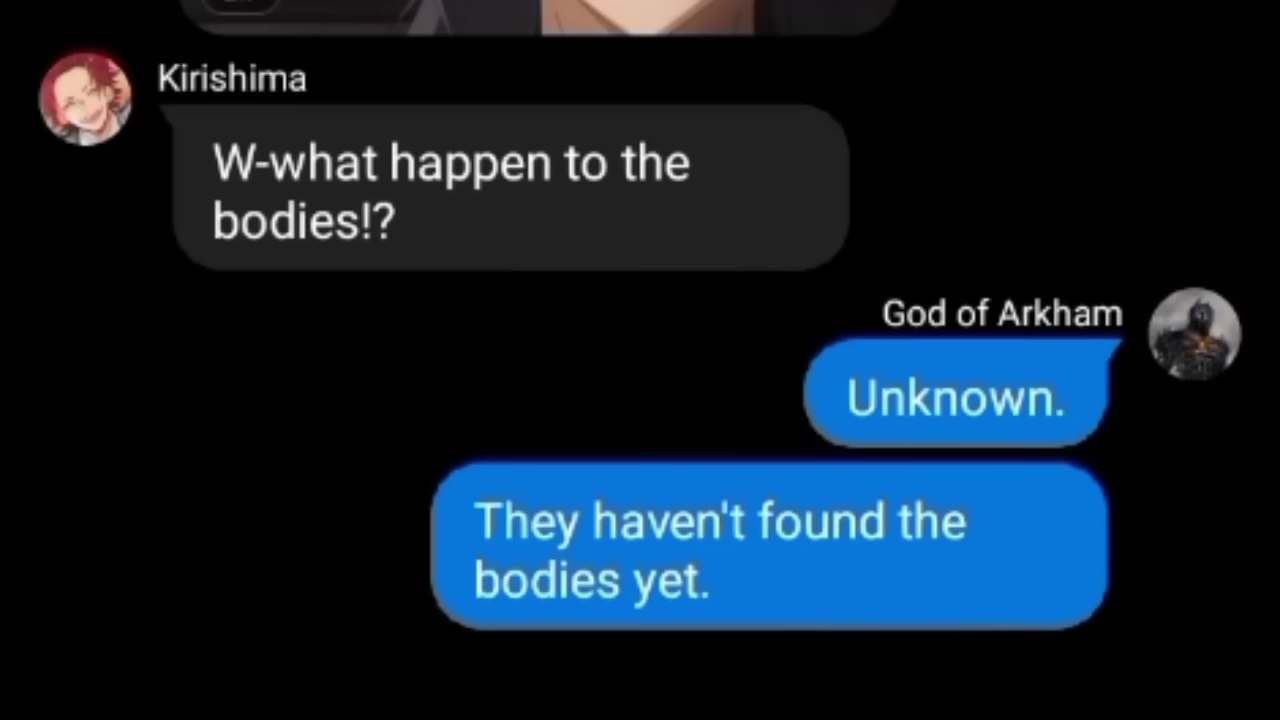 Kirishima
W-what happen to the
bodies!?
God of Arkham
Unknown.
They haven't found the
bodies yet.